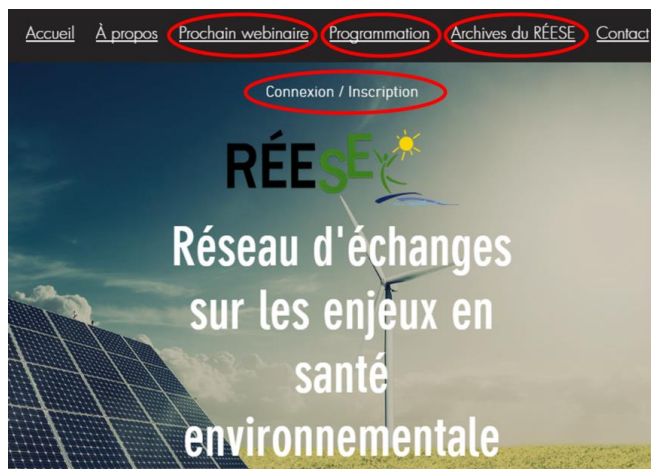 Accueil À propos Prochain webinaire Programmation Archives du RÉESE Contact
Connexion / Inscription
RÉESE
Réseau d'échanges
sur les enjeux en
santé
environnementale